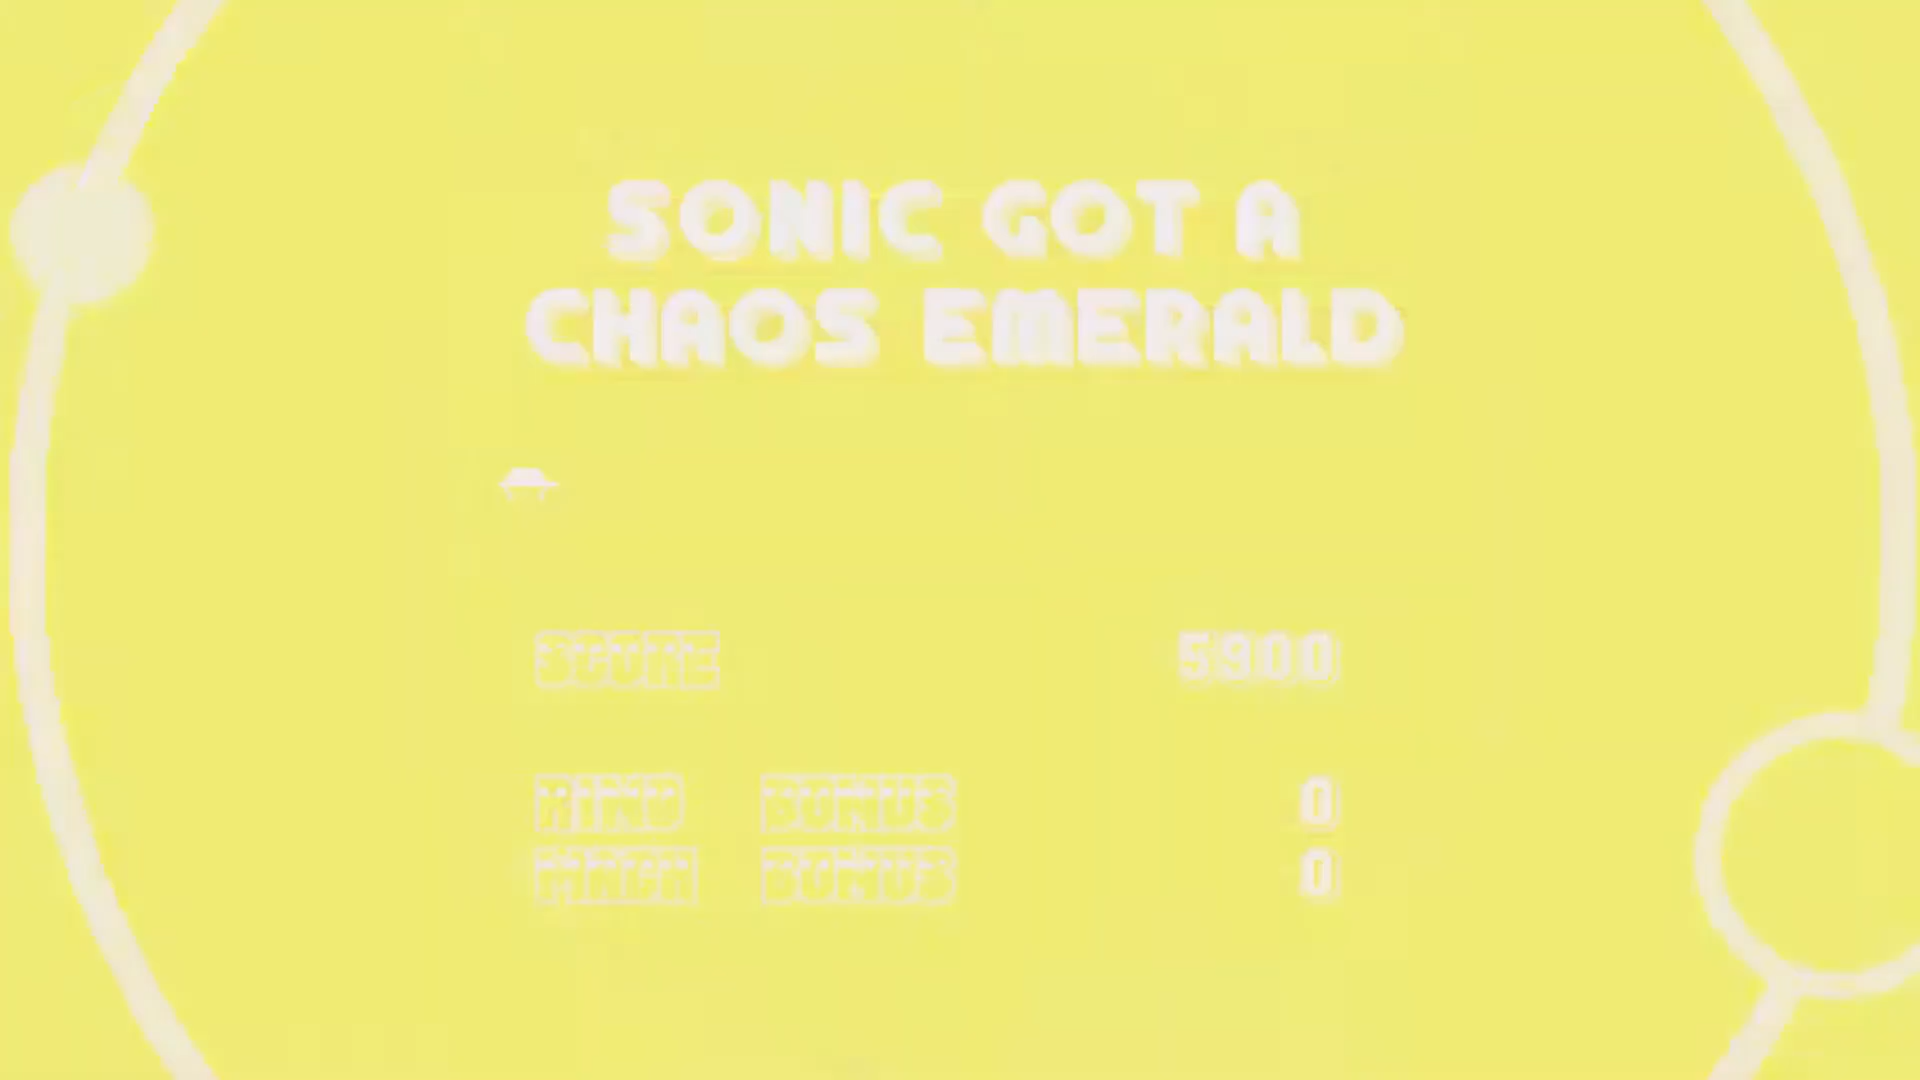 SONIC GOT A
CHAOS EMERALD
SCORE 5900
RING BONUS 0
MACH BONUS 0